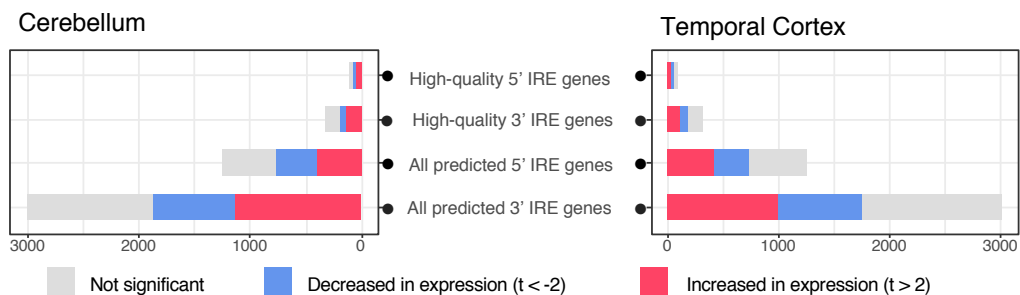 Cerebellum
Temporal Cortex
High-quality 5’ IRE genes
High-quality 3’ IRE genes
All predicted 5’ IRE genes
All predicted 3’ IRE genes
3000 2000 1000 0
0 1000 2000 3000
Not significant
Decreased in expression (t < -2)
Increased in expression (t > 2)